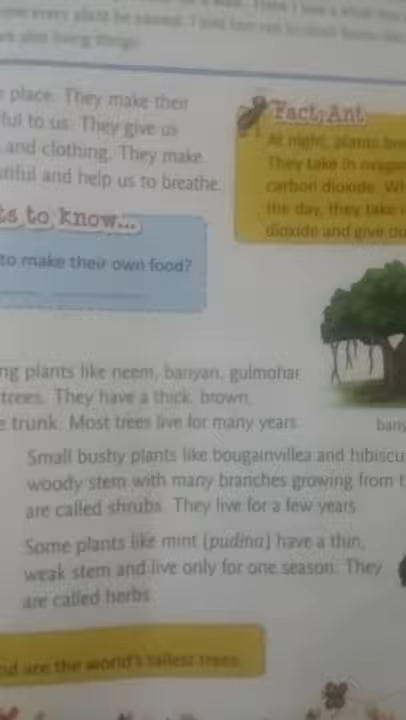 place. They make their
ful to us. They give us
and clothing. They make
tiful and help us to breathe.
Fact Ant
At night, plants
They take in
carbon dioxide.
the day, they take
dioxide and give
ts to know...
to make their own food?
ng plants like neem, banyan, gulmohar
trees. They have a thick, brown,
trunk. Most trees live for many years.
bany
Small bushy plants like bougainvillea and hibiscu
woody stem with many branches growing from t
are called shrubs. They live for a few years.
Some plants like mint (pudina) have a thin,
weak stem and live only for one season. They
are called herbs.
nd are the world's tallest trees.